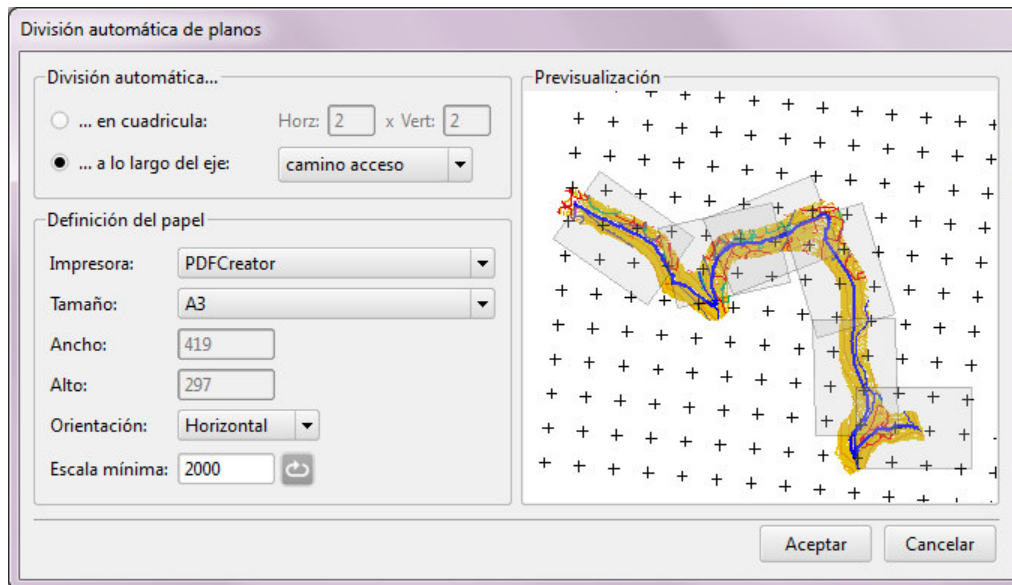 División automática de planos
División automática...
... en cuadricula:
Horz: 2 x Vert: 2
... a lo largo del eje:
camino acceso
Definición del papel
Impresora: PDFCreator
Tamaño: A3
Ancho: 419
Alto: 297
Orientación: Horizontal
Escala mínima: 2000
Previsualización
Aceptar
Cancelar